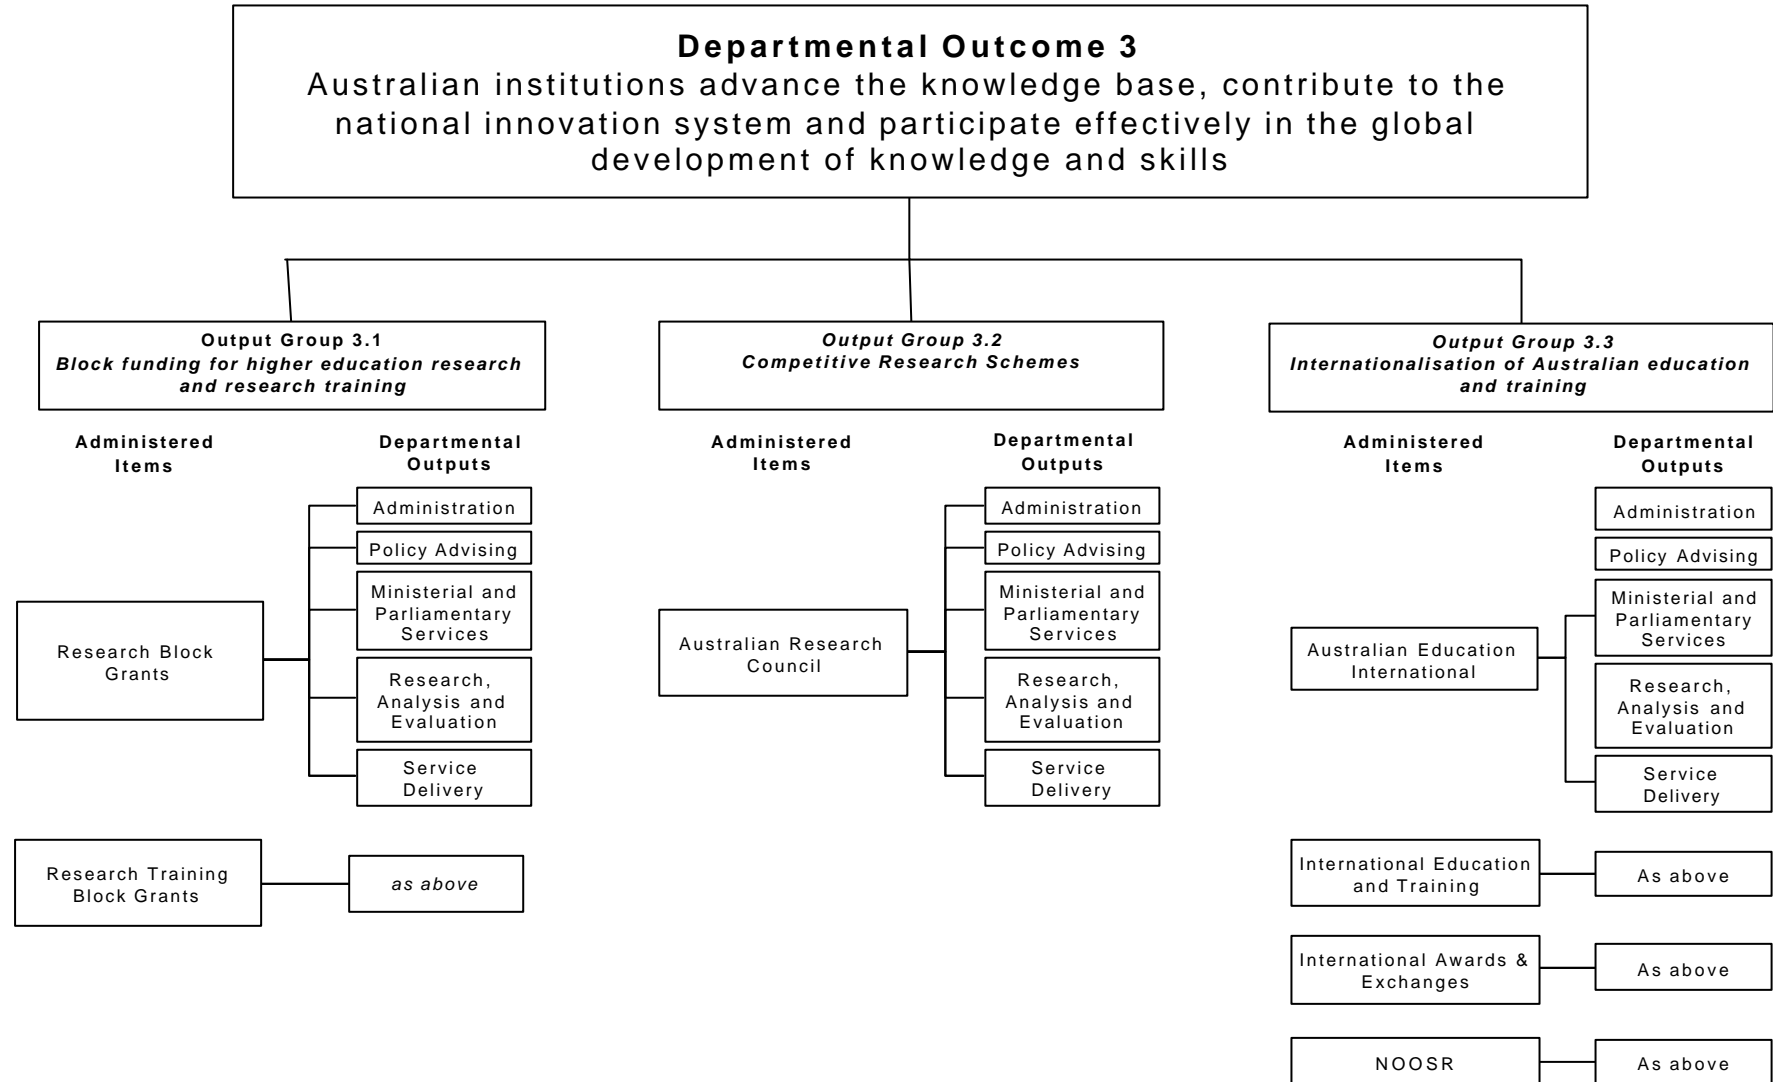 Departmental Outcome 3
Australian institutions advance the knowledge base, contribute to the
national innovation system and participate effectively in the global
development of knowledge and skills
Output Group 3.1
Block funding for higher education research
and research training
Administered
Items
Departmental
Outputs
Research Block
Grants
Administration
Policy Advising
Ministerial and
Parliamentary
Services
Research,
Analysis and
Evaluation
Service
Delivery
Research Training
Block Grants
as above
Output Group 3.2
Competitive Research Schemes
Administered
Items
Departmental
Outputs
Australian Research
Council
Administration
Policy Advising
Ministerial and
Parliamentary
Services
Research,
Analysis and
Evaluation
Service
Delivery
Output Group 3.3
Internationalisation of Australian education
and training
Administered
Items
Departmental
Outputs
Australian Education
International
Administration
Policy Advising
Ministerial and
Parliamentary
Services
Research,
Analysis and
Evaluation
Service
Delivery
International Education
and Training
As above
International Awards &
Exchanges
As above
NOOSR
As above